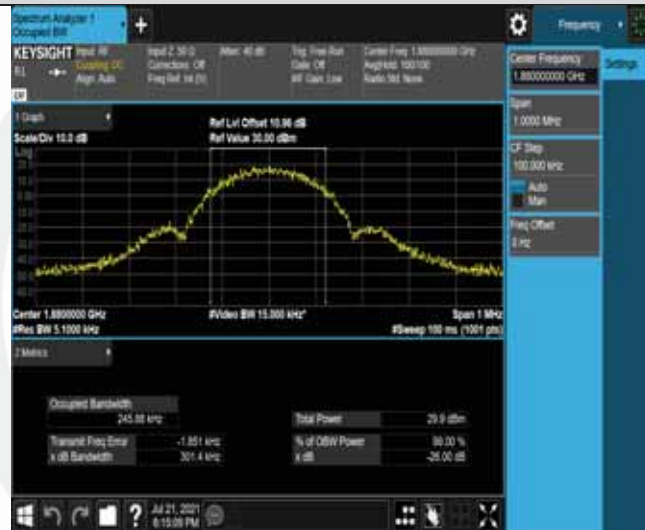 Spectrum Analyzer 1
Occupied BW
Frequency
KEYSIGHT Input: RF
Coupling: DC
Align: Auto
Input Z: 50 Ω
Corrections: Off
Freq Ref: Int (S)
Atten: 40 dB
Trig: Free Run
Gate: Off
#IF Gain: Low
Center Freq: 1.880000000 GHz
Avg|Hold: 100/100
Radio Std: None
Center Frequency
1.880000000 GHz
Settings
Span
1.0000 MHz
CF Step
100.000 kHz
Auto
Man
Freq Offset
0 Hz
1 Graph
Scale/Div 10.0 dB
Ref Lvl Offset 10.96 dB
Ref Value 30.00 dBm
Log
Center 1.8800000 GHz
#Res BW 5.1000 kHz
#Video BW 15.000 kHz*
Span 1 MHz
#Sweep 100 ms (1001 pts)
2 Metrics
Occupied Bandwidth
245.88 kHz
Total Power 29.9 dBm
Transmit Freq Error -1.851 kHz
% of OBW Power 99.00 %
x dB Bandwidth 301.4 kHz
x dB -26.00 dB
Jul 21, 2021
6:15:09 PM